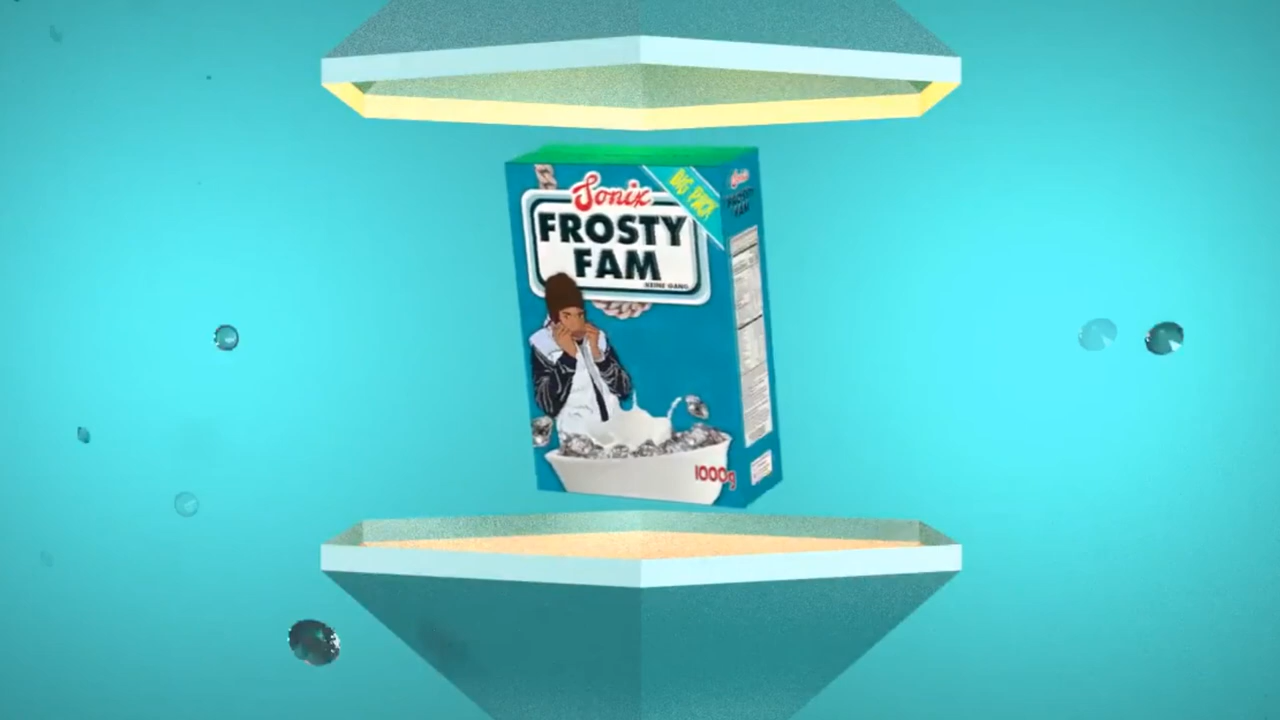 Sonix
BIG PACK
FROSTY
FAM
KEINE GANG
1000g
Sonix
FROSTY
FAM